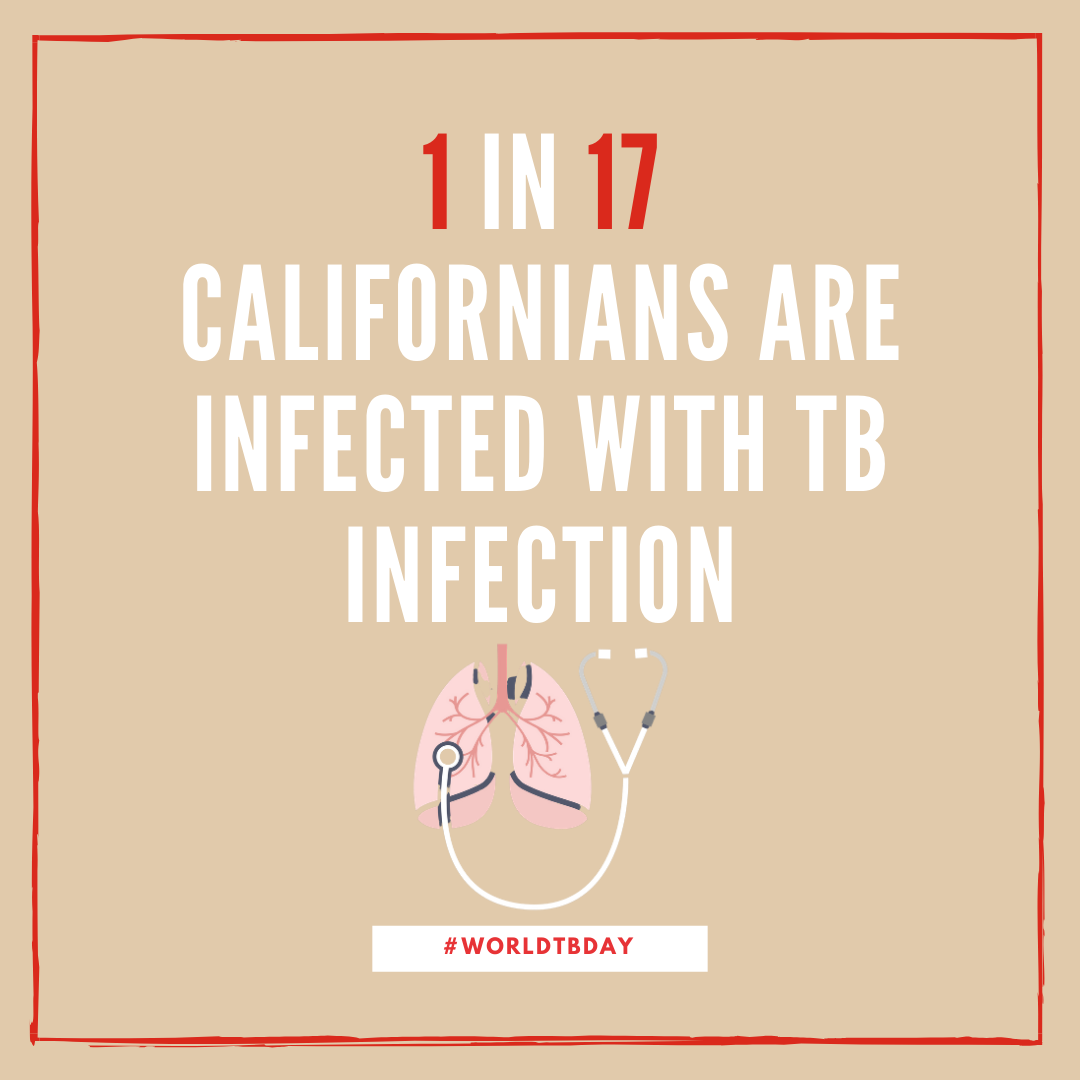 1 IN 17
CALIFORNIANS ARE
INFECTED WITH TB
INFECTION
#WORLDTBDAY